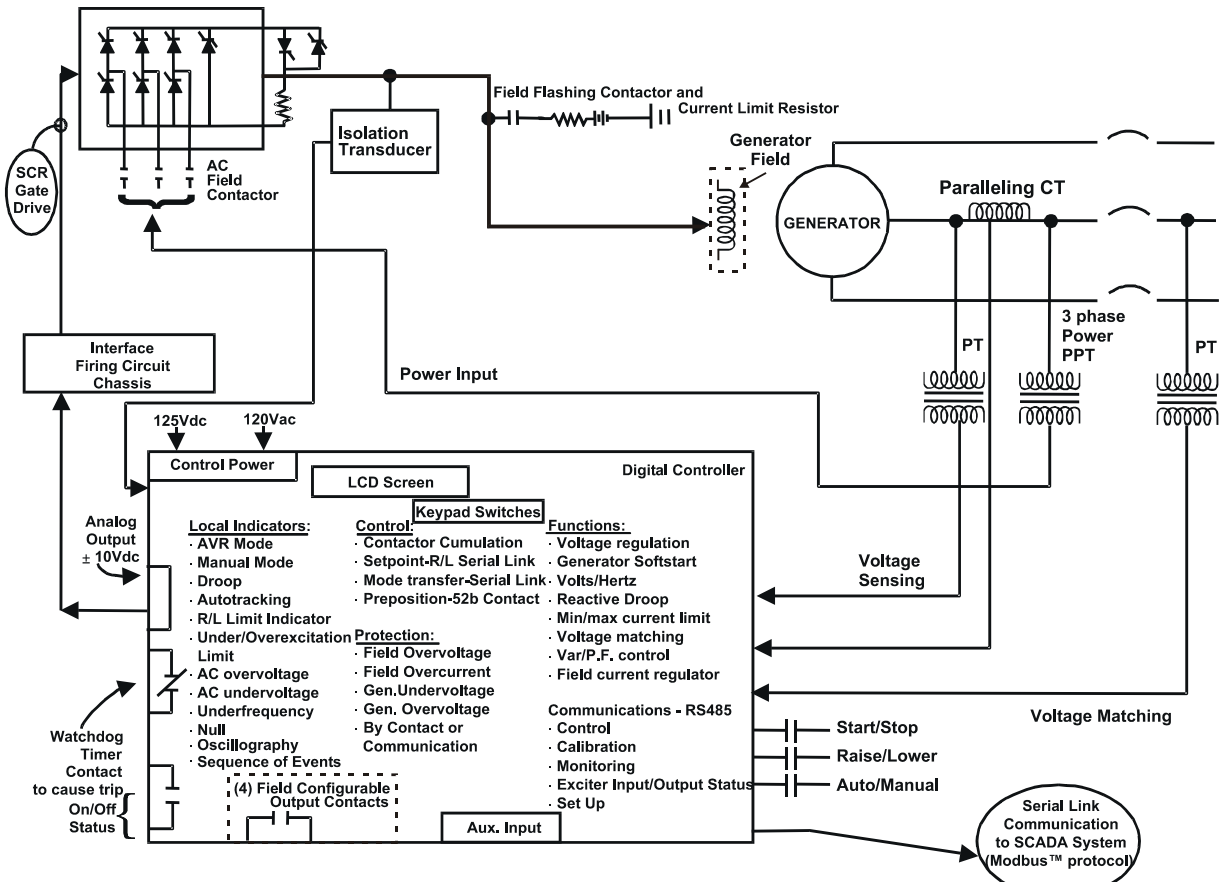 Field Flashing Contactor and
Current Limit Resistor
Isolation
Transducer
Generator
Field
SCR
Gate
Drive
AC
Field
Contactor
Paralleling CT
GENERATOR
3 phase
Power
PPT
PT
PT
Interface
Firing Circuit
Chassis
Power Input
125Vdc
120Vac
Control Power
LCD Screen
Digital Controller
Keypad Switches
Analog
Output
± 10Vdc
Local Indicators:
· AVR Mode
· Manual Mode
· Droop
· Autotracking
· R/L Limit Indicator
· Under/Overexcitation
Limit
· AC overvoltage
· AC undervoltage
· Underfrequency
· Null
· Oscillography
· Sequence of Events
Control:
· Contactor Cumulation
· Setpoint-R/L Serial Link
· Mode transfer-Serial Link
· Preposition-52b Contact
Protection:
· Field Overvoltage
· Field Overcurrent
· Gen.Undervoltage
· Gen. Overvoltage
· By Contact or
Communication
Functions:
· Voltage regulation
· Generator Softstart
· Volts/Hertz
· Reactive Droop
· Min/max current limit
· Voltage matching
· Var/P.F. control
· Field current regulator
Communications - RS485
· Control
· Calibration
· Monitoring
· Exciter Input/Output Status
· Set Up
Voltage
Sensing
Voltage Matching
Start/Stop
Raise/Lower
Auto/Manual
Watchdog
Timer
Contact
to cause trip
On/Off
Status
(4) Field Configurable
Output Contacts
Aux. Input
Serial Link
Communication
to SCADA System
(Modbus™ protocol)